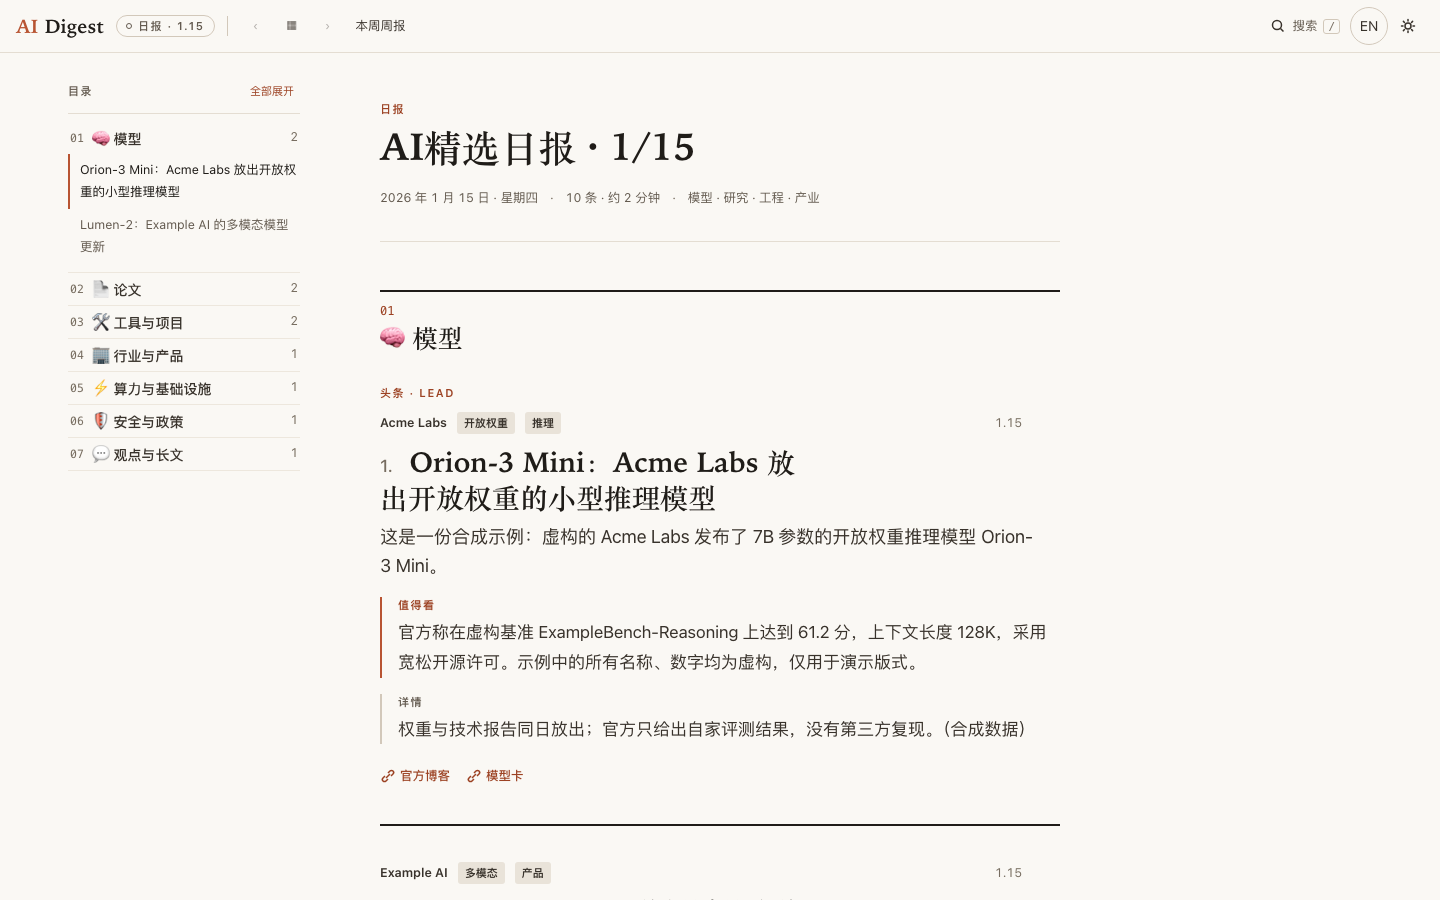 AI Digest 日报 · 1.15 ‹ › 本周周报 搜索 / EN
目录 全部展开
01 🧠 模型 2
Orion-3 Mini：Acme Labs 放出开放权
重的小型推理模型
Lumen-2：Example AI 的多模态模型
更新
02 论文 2
03 🛠 工具与项目 2
04 🏢 行业与产品 1
05 ⚡ 算力与基础设施 1
06 🛡 安全与政策 1
07 💬 观点与长文 1
日报
AI精选日报 · 1/15
2026 年 1 月 15 日 · 星期四 · 10 条 · 约 2 分钟 · 模型 · 研究 · 工程 · 产业
01
🧠 模型
头条 · LEAD
Acme Labs 开放权重 推理 1.15
1. Orion-3 Mini：Acme Labs 放
出开放权重的小型推理模型
这是一份合成示例：虚构的 Acme Labs 发布了 7B 参数的开放权重推理模型 Orion-
3 Mini。
值得看
官方称在虚构基准 ExampleBench-Reasoning 上达到 61.2 分，上下文长度 128K，采用
宽松开源许可。示例中的所有名称、数字均为虚构，仅用于演示版式。
详情
权重与技术报告同日放出；官方只给出自家评测结果，没有第三方复现。（合成数据）
官方博客 模型卡
Example AI 多模态 产品 1.15